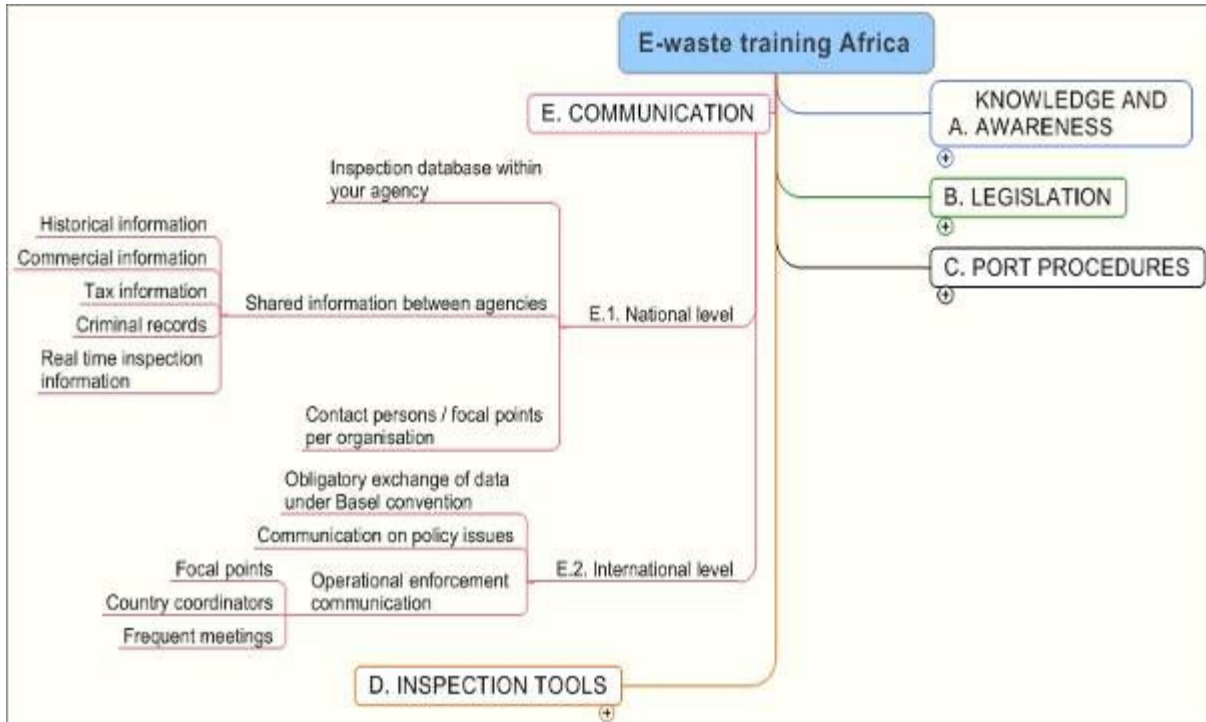 E-waste training Africa
KNOWLEDGE AND
A. AWARENESS
B. LEGISLATION
C. PORT PROCEDURES
E. COMMUNICATION
E.1. National level
Inspection database within
your agency
Shared information between agencies
Historical information
Commercial information
Tax information
Criminal records
Real time inspection
information
Contact persons / focal points
per organisation
E.2. International level
Obligatory exchange of data
under Basel convention
Communication on policy issues
Operational enforcement
communication
Focal points
Country coordinators
Frequent meetings
D. INSPECTION TOOLS